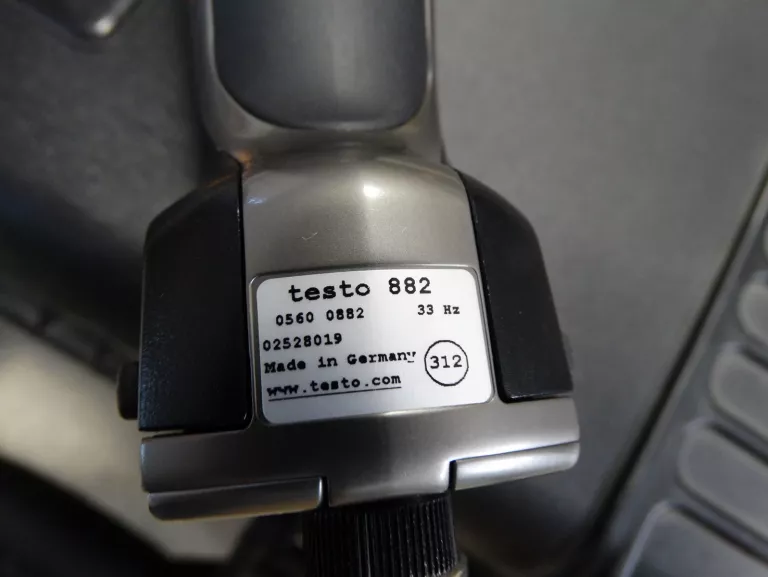 testo 882
0560 0882 33 Hz
02528019
Made in Germany 312
www.testo.com